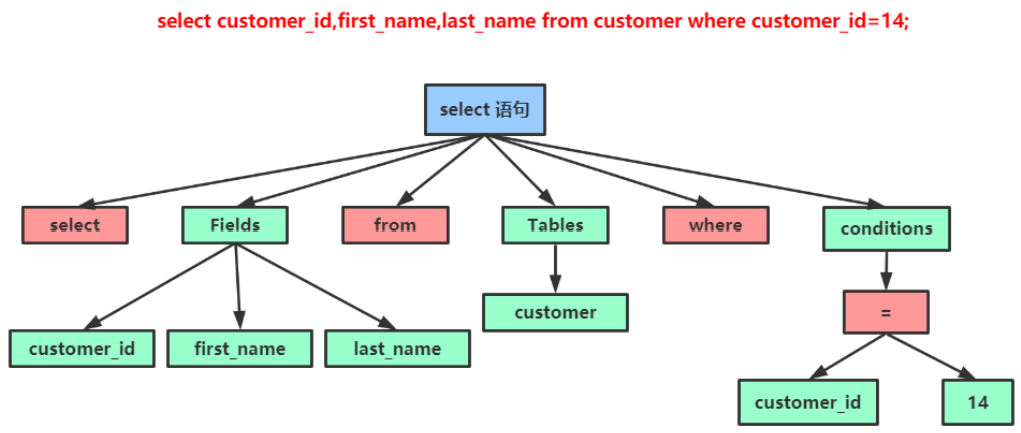 select customer_id,first_name,last_name from customer where customer_id=14;
select 语句
select
Fields
from
Tables
where
conditions
customer_id
first_name
last_name
customer
=
customer_id
14